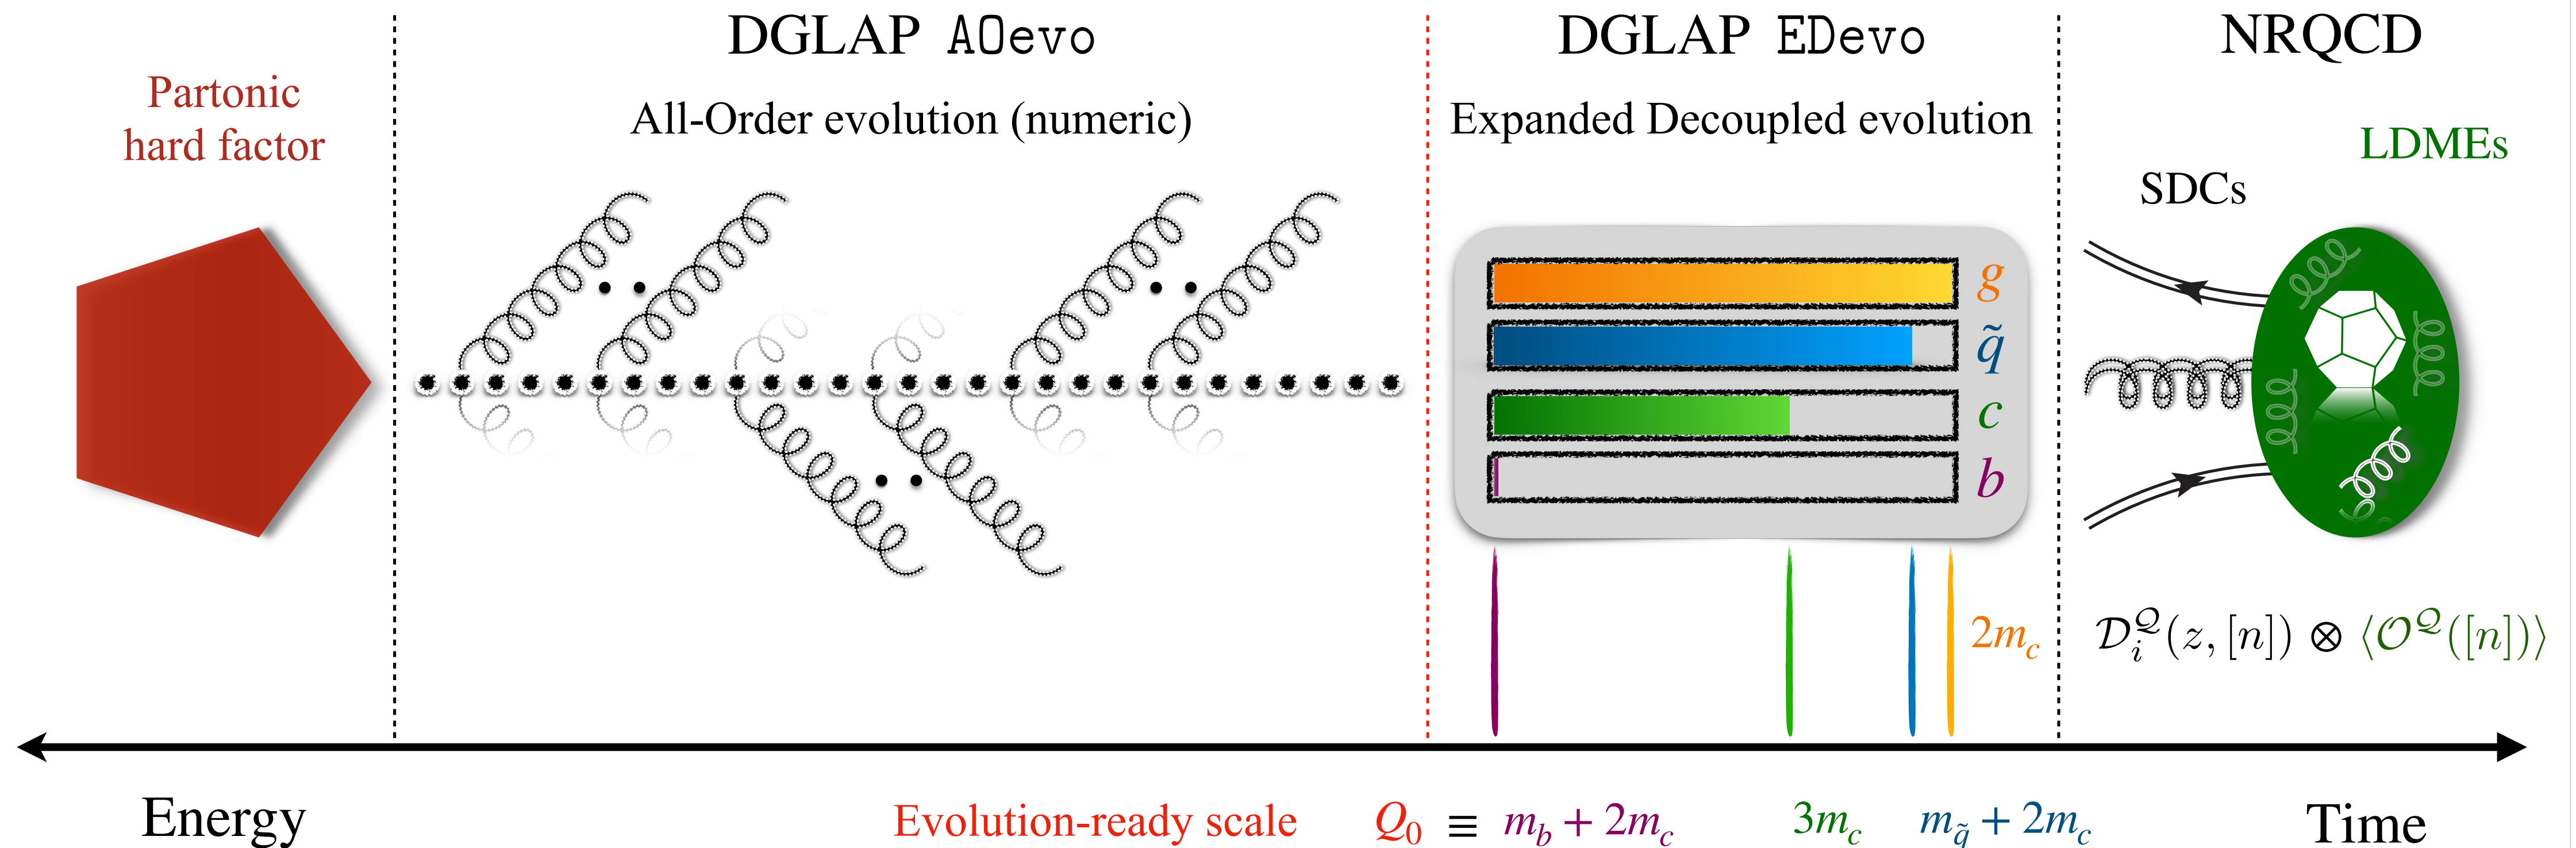 DGLAP AOevo
DGLAP EDevo
NRQCD
Partonic
hard factor
All-Order evolution (numeric)
Expanded Decoupled evolution
LDMEs
SDCs
g
q̃
c
b
2m_c
𝒟_i^𝒬(z, [n]) ⊗ ⟨𝒪^𝒬([n])⟩
Energy
Evolution-ready scale Q_0 ≡ m_b + 2m_c
3m_c
m_q̃ + 2m_c
Time